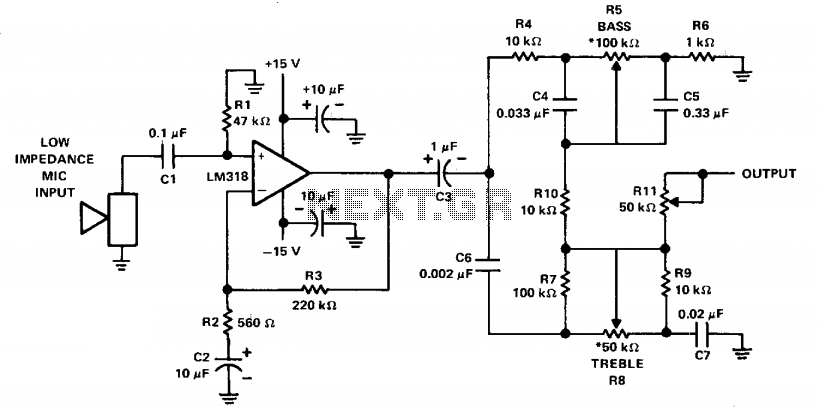 R5
BASS
*100 kΩ
R4
10 kΩ
R6
1 kΩ
+15 V
+10 µF
+
−
R1
47 kΩ
C4
0.033 µF
C5
0.33 µF
0.1 µF
C1
LOW
IMPEDANCE
MIC
INPUT
+
−
LM318
1 µF
+
−
C3
OUTPUT
10 µF
−
+
−15 V
NEXT.GR
R10
10 kΩ
R11
50 kΩ
C6
0.002 µF
R3
220 kΩ
R7
100 kΩ
R9
10 kΩ
R2
560 Ω
0.02 µF
C7
C2
10 µF
+
−
*50 kΩ
TREBLE
R8